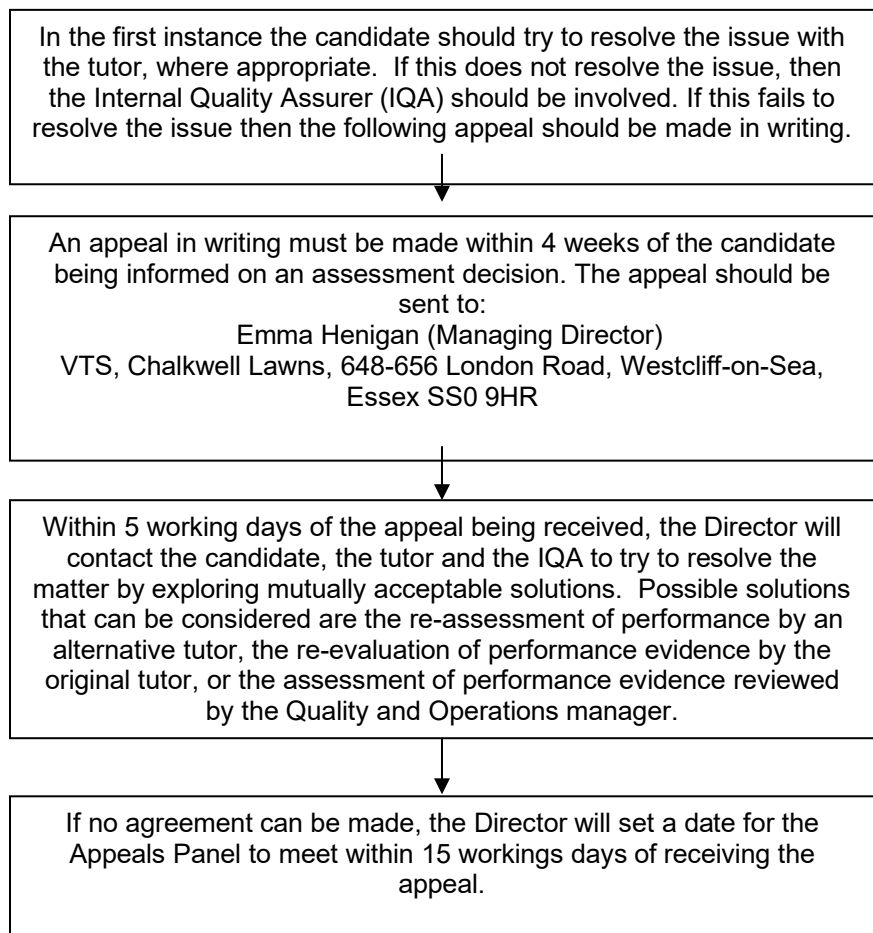 In the first instance the candidate should try to resolve the issue with
the tutor, where appropriate.  If this does not resolve the issue, then
the Internal Quality Assurer (IQA) should be involved. If this fails to
resolve the issue then the following appeal should be made in writing.
An appeal in writing must be made within 4 weeks of the candidate
being informed on an assessment decision. The appeal should be
sent to:
Emma Henigan (Managing Director)
VTS, Chalkwell Lawns, 648-656 London Road, Westcliff-on-Sea,
Essex SS0 9HR
Within 5 working days of the appeal being received, the Director will
contact the candidate, the tutor and the IQA to try to resolve the
matter by exploring mutually acceptable solutions.  Possible solutions
that can be considered are the re-assessment of performance by an
alternative tutor, the re-evaluation of performance evidence by the
original tutor, or the assessment of performance evidence reviewed
by the Quality and Operations manager.
If no agreement can be made, the Director will set a date for the
Appeals Panel to meet within 15 workings days of receiving the
appeal.